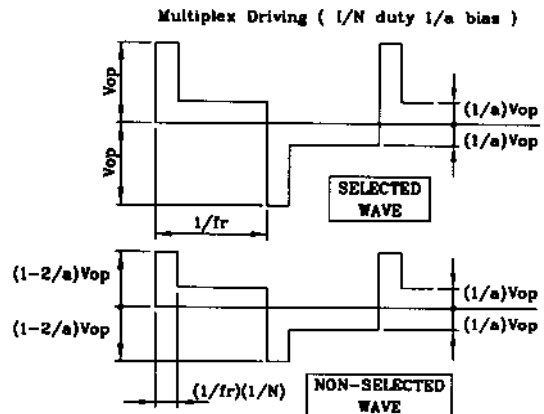 Multiplex Driving ( 1/N duty 1/a bias )
Vop
Vop
(1/a)Vop
(1/a)Vop
SELECTED
WAVE
1/fr
(1-2/a)Vop
(1-2/a)Vop
(1/a)Vop
(1/a)Vop
(1/fr)(1/N)
NON-SELECTED
WAVE